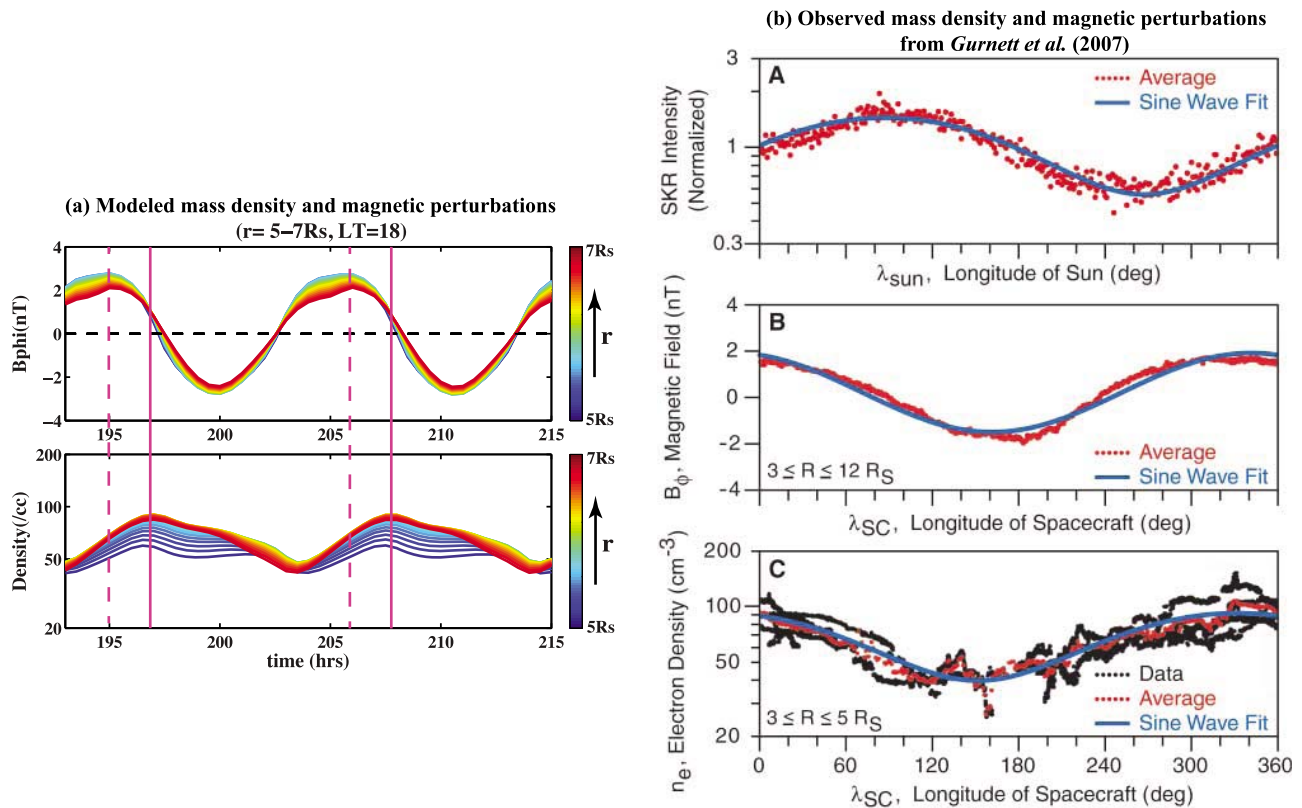 (a) Modeled mass density and magnetic perturbations
(r= 5–7Rs, LT=18)
Bphi(nT)
4
2
0
−2
−4
195
200
205
210
215
7Rs
r
5Rs
Density(/cc)
200
100
50
20
195
200
205
210
215
time (hrs)
7Rs
r
5Rs
(b) Observed mass density and magnetic perturbations
from Gurnett et al. (2007)
A
SKR Intensity
(Normalized)
3
1
0.3
Average
Sine Wave Fit
λsun, Longitude of Sun (deg)
B
Bϕ, Magnetic Field (nT)
4
2
0
-2
-4
3 ≤ R ≤ 12 RS
Average
Sine Wave Fit
λSC, Longitude of Spacecraft (deg)
C
ne, Electron Density (cm-3)
200
100
50
20
3 ≤ R ≤ 5 RS
Data
Average
Sine Wave Fit
0
60
120
180
240
300
360
λSC, Longitude of Spacecraft (deg)